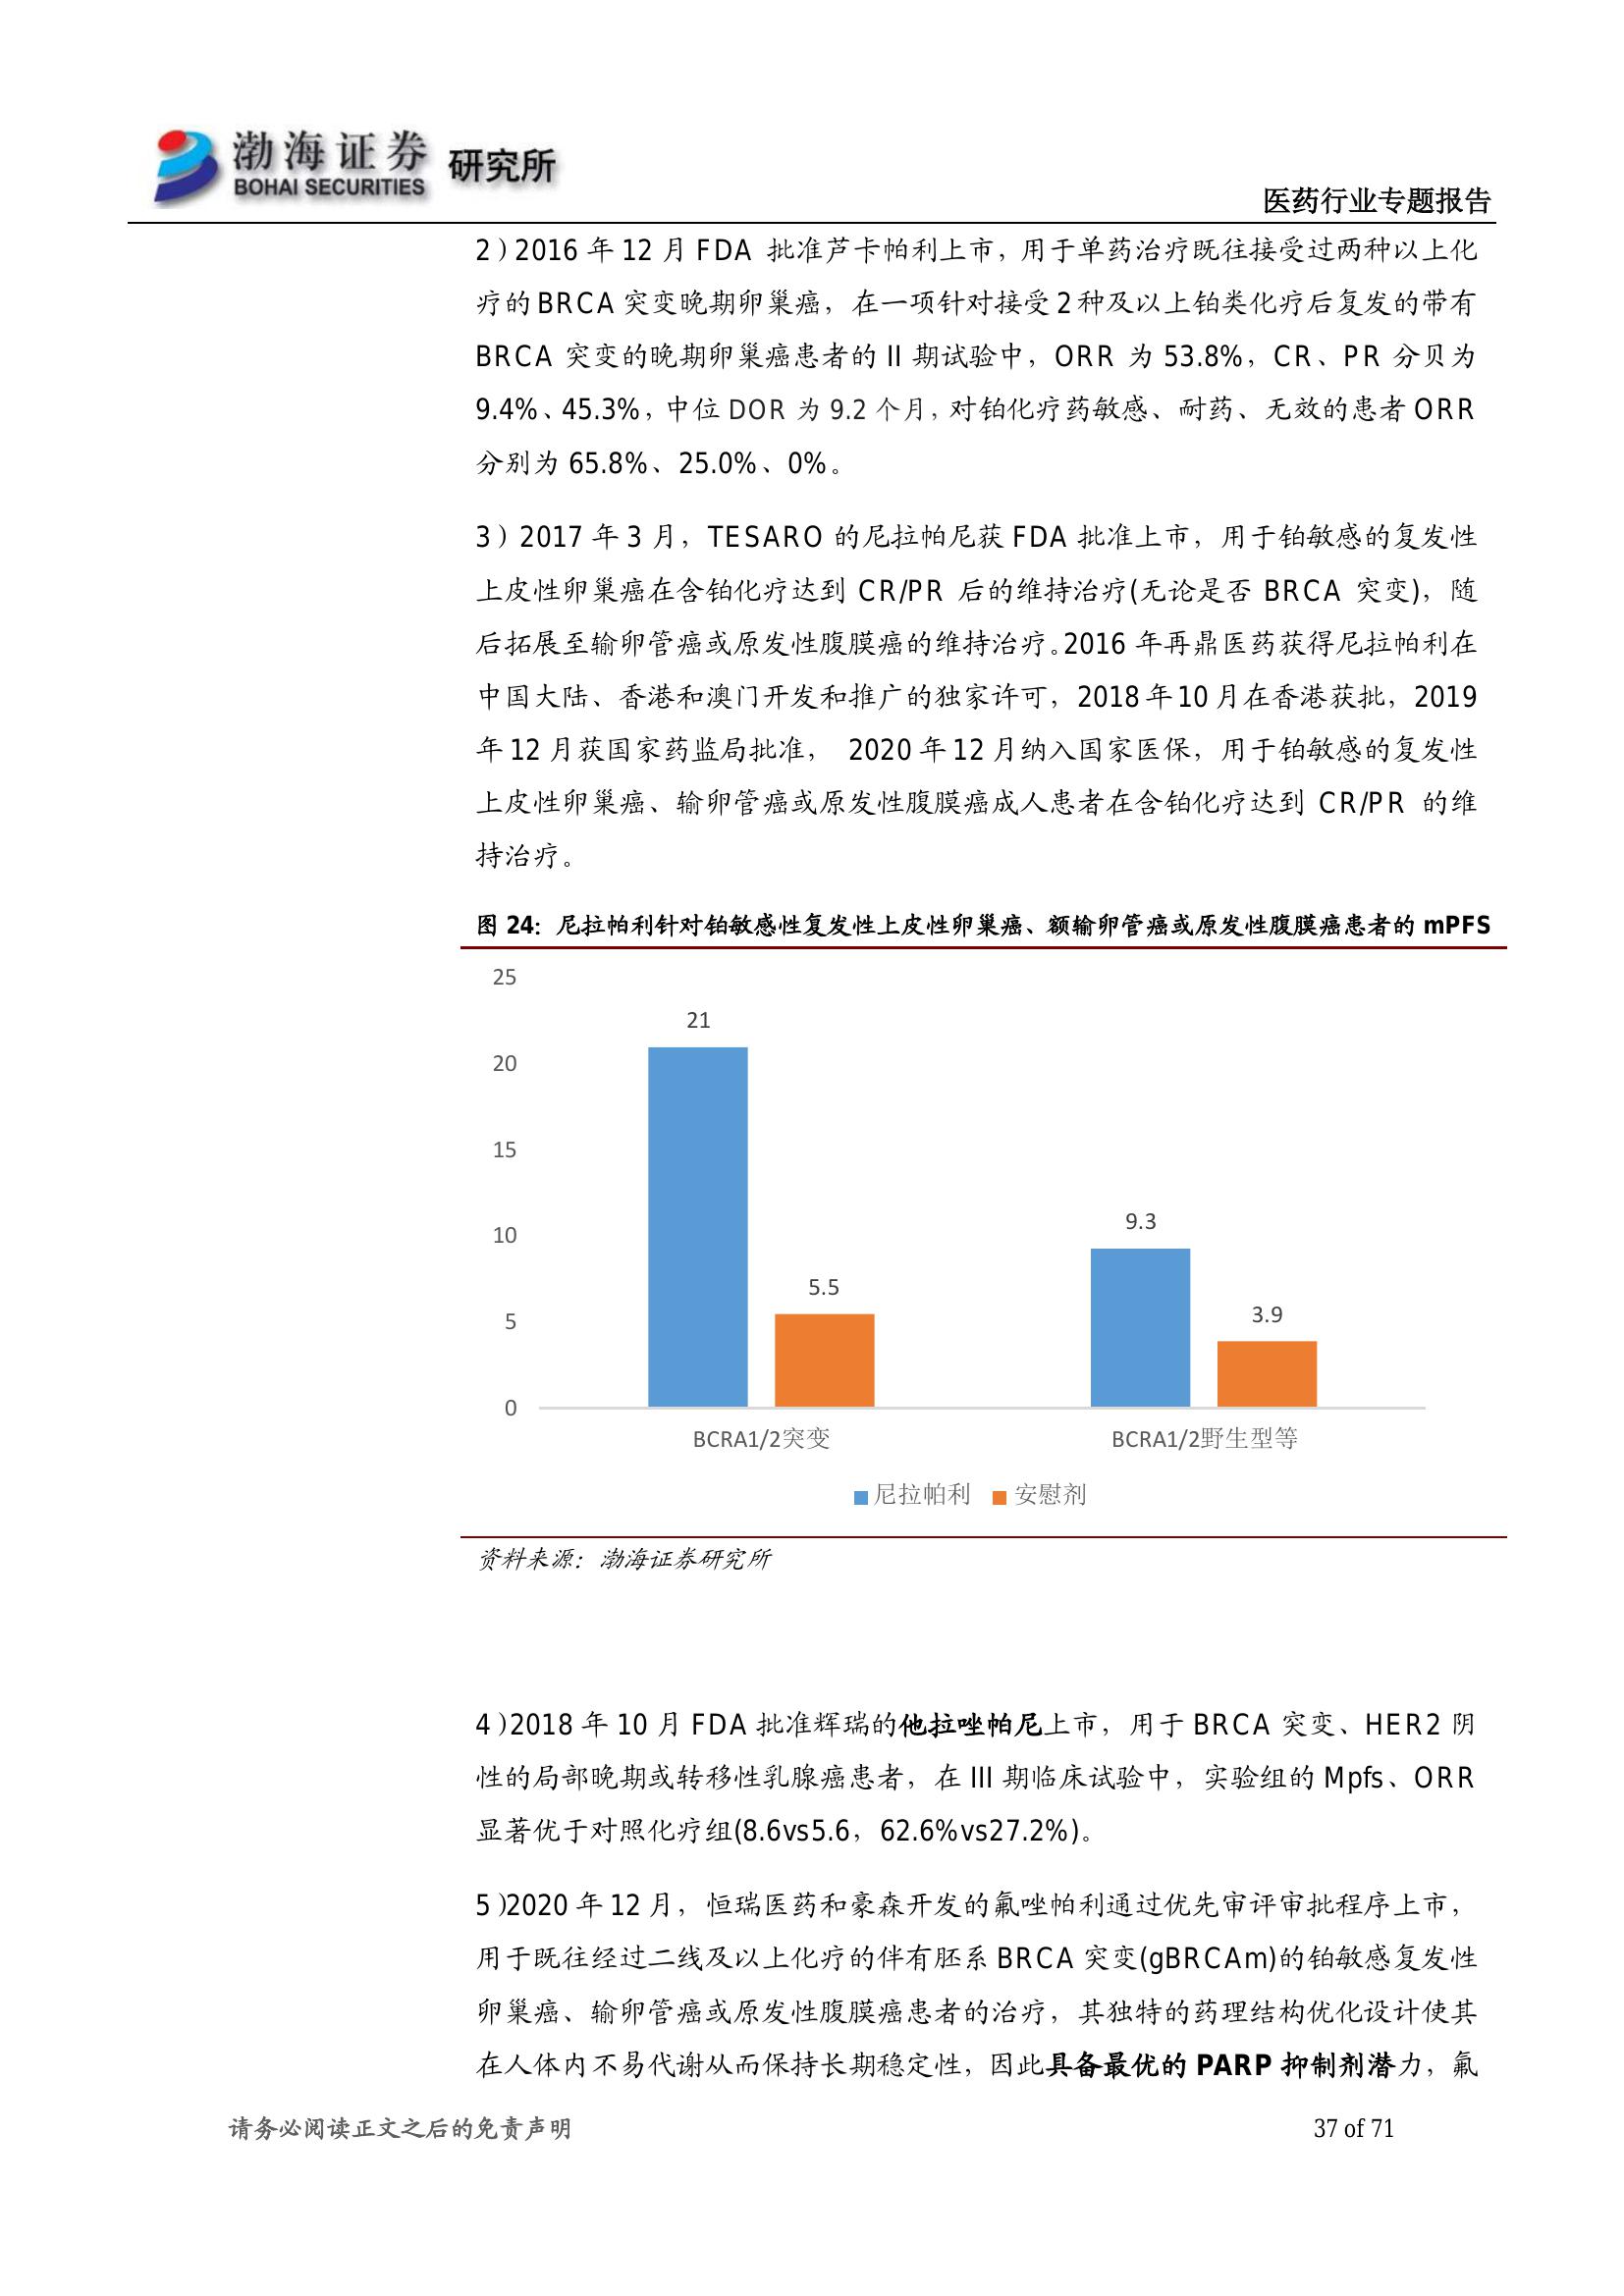 渤海证券 研究所
BOHAI SECURITIES
医药行业专题报告
2）2016 年 12 月 FDA 批准芦卡帕利上市，用于单药治疗既往接受过两种以上化
疗的 BRCA 突变晚期卵巢癌，在一项针对接受 2 种及以上铂类化疗后复发的带有
BRCA 突变的晚期卵巢癌患者的 II 期试验中，ORR 为 53.8%，CR、PR 分贝为
9.4%、45.3%，中位 DOR 为 9.2 个月，对铂化疗药敏感、耐药、无效的患者 ORR
分别为 65.8%、25.0%、0%。
3）2017 年 3 月，TESARO 的尼拉帕尼获 FDA 批准上市，用于铂敏感的复发性
上皮性卵巢癌在含铂化疗达到 CR/PR 后的维持治疗(无论是否 BRCA 突变)，随
后拓展至输卵管癌或原发性腹膜癌的维持治疗。2016 年再鼎医药获得尼拉帕利在
中国大陆、香港和澳门开发和推广的独家许可，2018 年 10 月在香港获批，2019
年 12 月获国家药监局批准， 2020 年 12 月纳入国家医保，用于铂敏感的复发性
上皮性卵巢癌、输卵管癌或原发性腹膜癌成人患者在含铂化疗达到 CR/PR 的维
持治疗。
图 24：尼拉帕利针对铂敏感性复发性上皮性卵巢癌、额输卵管癌或原发性腹膜癌患者的 mPFS
25
21
20
15
10
9.3
5.5
5
3.9
0
BCRA1/2突变 BCRA1/2野生型等
尼拉帕利 安慰剂
资料来源：渤海证券研究所
4）2018 年 10 月 FDA 批准辉瑞的他拉唑帕尼上市，用于 BRCA 突变、HER2 阴
性的局部晚期或转移性乳腺癌患者，在 III 期临床试验中，实验组的 Mpfs、ORR
显著优于对照化疗组(8.6vs5.6，62.6%vs27.2%)。
5）2020 年 12 月，恒瑞医药和豪森开发的氟唑帕利通过优先审评审批程序上市，
用于既往经过二线及以上化疗的伴有胚系 BRCA 突变(gBRCAm)的铂敏感复发性
卵巢癌、输卵管癌或原发性腹膜癌患者的治疗，其独特的药理结构优化设计使其
在人体内不易代谢从而保持长期稳定性，因此具备最优的 PARP 抑制剂潜力，氟
请务必阅读正文之后的免责声明 37 of 71